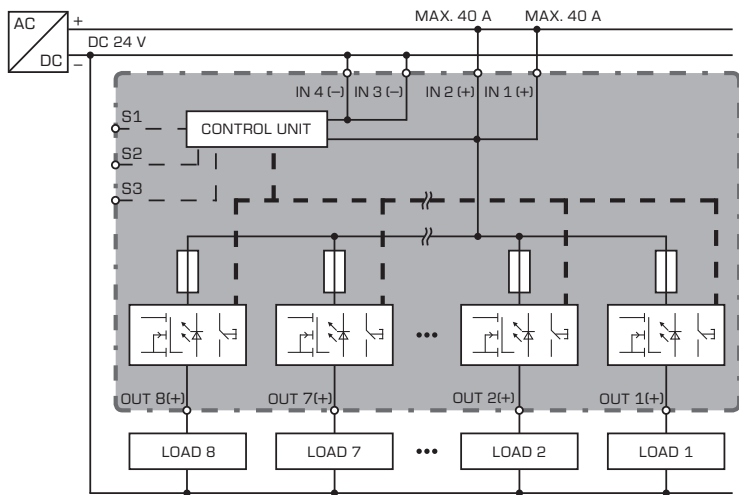 AC
DC
+
−
MAX. 40 A
MAX. 40 A
DC 24 V
IN 4 (−)
IN 3 (−)
IN 2 (+)
IN 1 (+)
S1
S2
S3
CONTROL UNIT
OUT 8(+)
OUT 7(+)
OUT 2(+)
OUT 1(+)
LOAD 8
LOAD 7
LOAD 2
LOAD 1